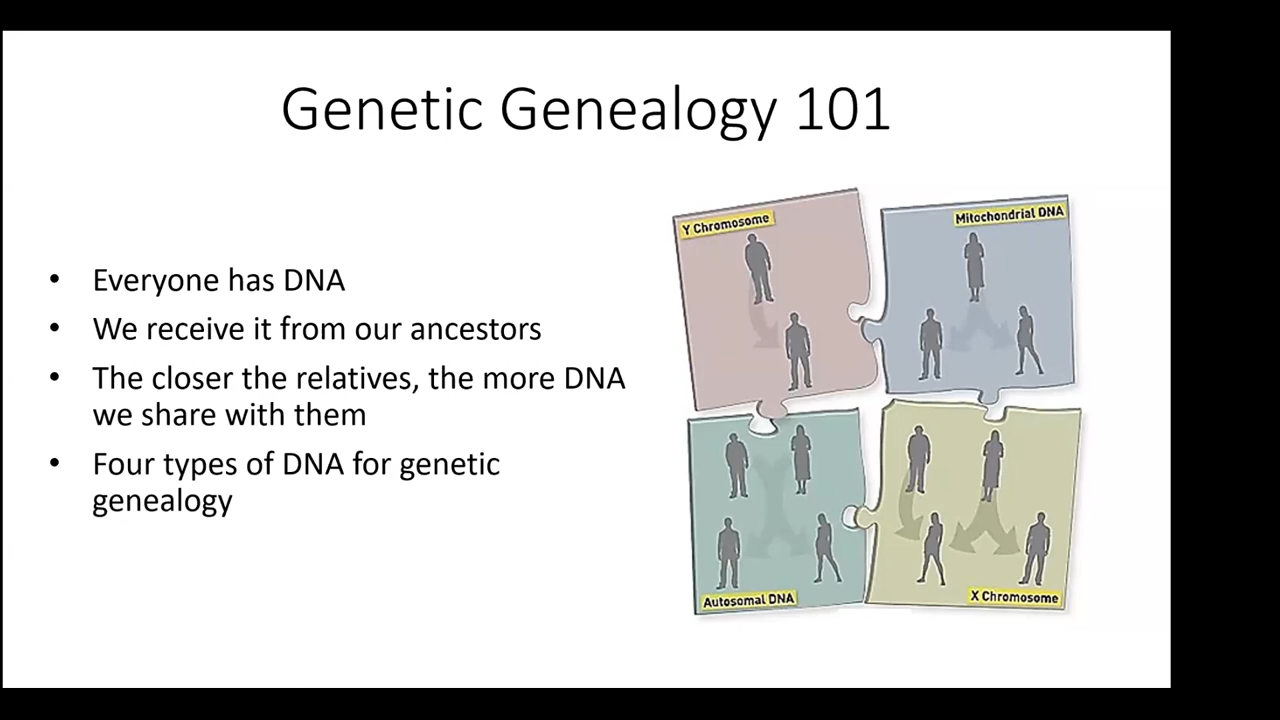 Genetic Genealogy 101
• Everyone has DNA
• We receive it from our ancestors
• The closer the relatives, the more DNA
we share with them
• Four types of DNA for genetic
genealogy
Y Chromosome
Mitochondrial DNA
Autosomal DNA
X Chromosome